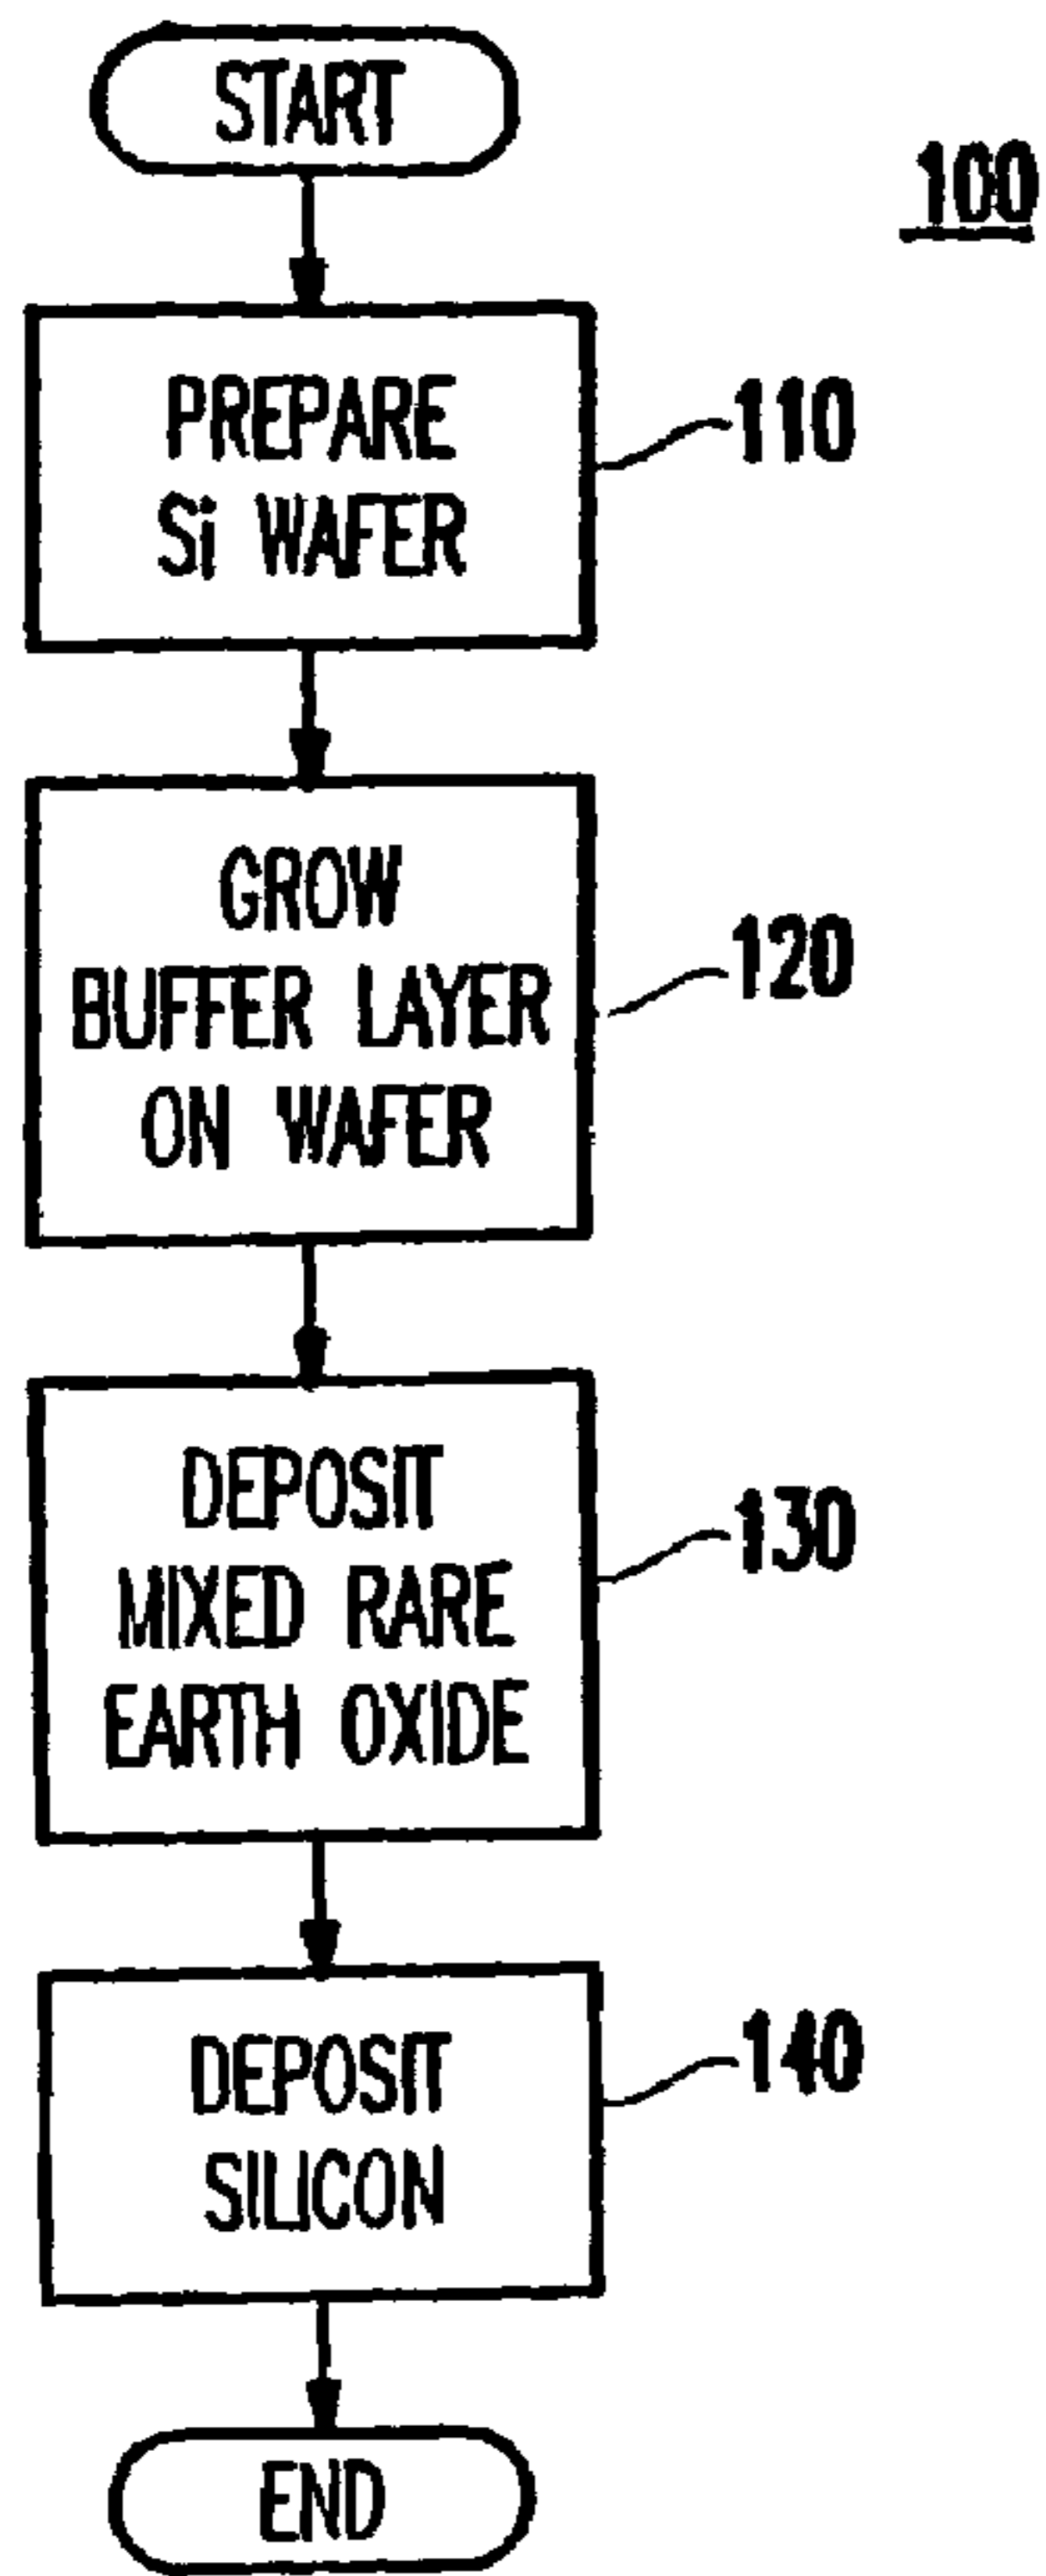 START
100
PREPARE
Si WAFER
110
GROW
BUFFER LAYER
ON WAFER
120
DEPOSIT
MIXED RARE
EARTH OXIDE
130
DEPOSIT
SILICON
140
END